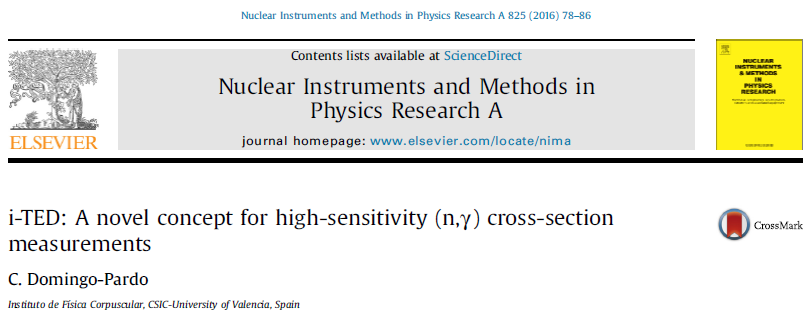 Nuclear Instruments and Methods in Physics Research A 825 (2016) 78–86
Contents lists available at ScienceDirect
Nuclear Instruments and Methods in
Physics Research A
journal homepage: www.elsevier.com/locate/nima
ELSEVIER
NUCLEAR
INSTRUMENTS
& METHODS
IN
PHYSICS
RESEARCH
i-TED: A novel concept for high-sensitivity (n,γ) cross-section
measurements
CrossMark
C. Domingo-Pardo
Instituto de Física Corpuscular, CSIC-University of Valencia, Spain